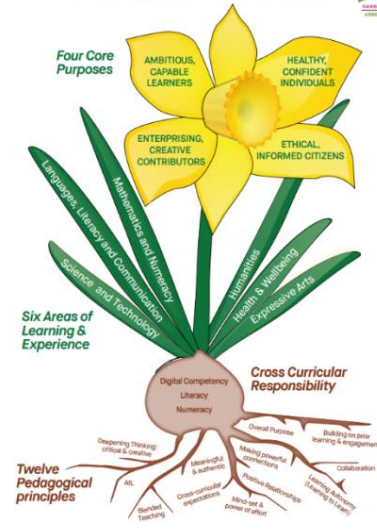 Four Core
Purposes
AMBITIOUS,
CAPABLE
LEARNERS
HEALTHY,
CONFIDENT
INDIVIDUALS
ENTERPRISING,
CREATIVE
CONTRIBUTORS
ETHICAL,
INFORMED CITIZENS
Languages, Literacy and Communication
Mathematics and Numeracy
Science and Technology
Humanities
Health & Wellbeing
Expressive Arts
Six Areas of
Learning &
Experience
Digital Competency
Literacy
Numeracy
Cross Curricular
Responsibility
Twelve
Pedagogical
principles
Deepening Thinking:
critical & creative
AfL
Blended
Teaching
Meaningful
& authentic
Cross-curricular
expectations
Mind-set &
power of effort
Positive Relationships
Making powerful
connections
Overall Purpose
Building on prior
learning & engagement
Collaboration
Learning Autonomy
(Learning to Learn)